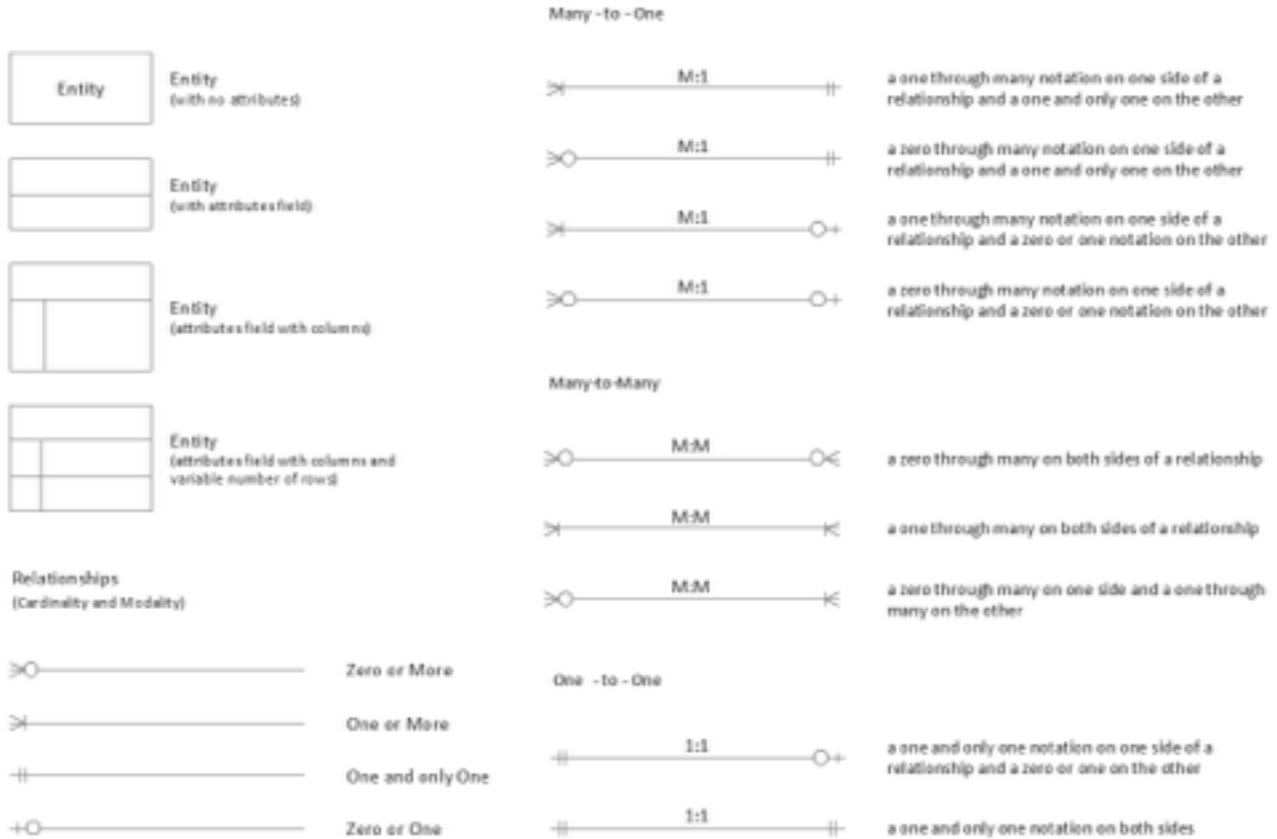 Entity
Entity
(with no attributes)
Entity
(with attributes field)
Entity
(attributes field with columns)
Entity
(attributes field with columns and
variable number of rows)
Relationships
(Cardinality and Modality)
Zero or More
One or More
One and only One
Zero or One
Many - to - One
M:1
a one through many notation on one side of a
relationship and a one and only one on the other
M:1
a zero through many notation on one side of a
relationship and a one and only one on the other
M:1
a one through many notation on one side of a
relationship and a zero or one notation on the other
M:1
a zero through many notation on one side of a
relationship and a zero or one notation on the other
Many-to-Many
M:M
a zero through many on both sides of a relationship
M:M
a one through many on both sides of a relationship
M:M
a zero through many on one side and a one through
many on the other
One - to - One
1:1
a one and only one notation on one side of a
relationship and a zero or one on the other
1:1
a one and only one notation on both sides